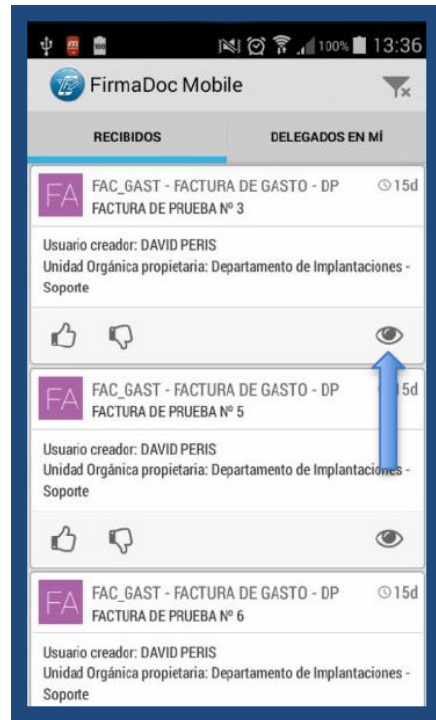 100% 13:36
FirmaDoc Mobile
RECIBIDOS DELEGADOS EN MÍ
FA FAC_GAST - FACTURA DE GASTO - DP 15d
FACTURA DE PRUEBA Nº 3
Usuario creador: DAVID PERIS
Unidad Orgánica propietaria: Departamento de Implantaciones -
Soporte
FA FAC_GAST - FACTURA DE GASTO - DP 15d
FACTURA DE PRUEBA Nº 5
Usuario creador: DAVID PERIS
Unidad Orgánica propietaria: Departamento de Implantaciones -
Soporte
FA FAC_GAST - FACTURA DE GASTO - DP 15d
FACTURA DE PRUEBA Nº 6
Usuario creador: DAVID PERIS
Unidad Orgánica propietaria: Departamento de Implantaciones -
Soporte